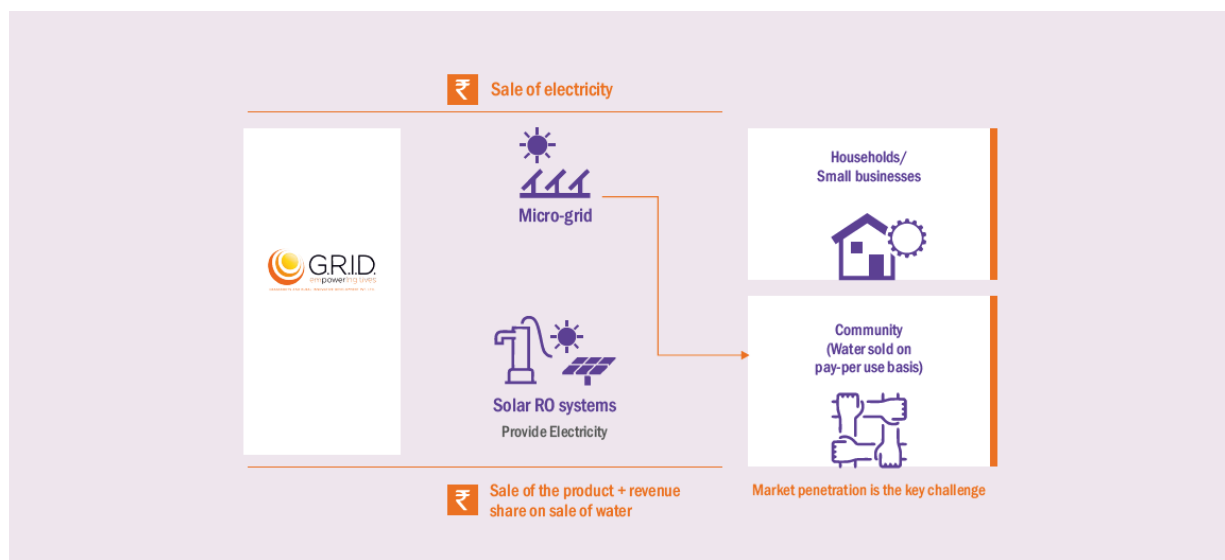 ₹ Sale of electricity
G.R.I.D.
empowering lives
Micro-grid
Solar RO systems
Provide Electricity
Households/
Small businesses
Community
(Water sold on
pay-per use basis)
₹ Sale of the product + revenue
share on sale of water
Market penetration is the key challenge